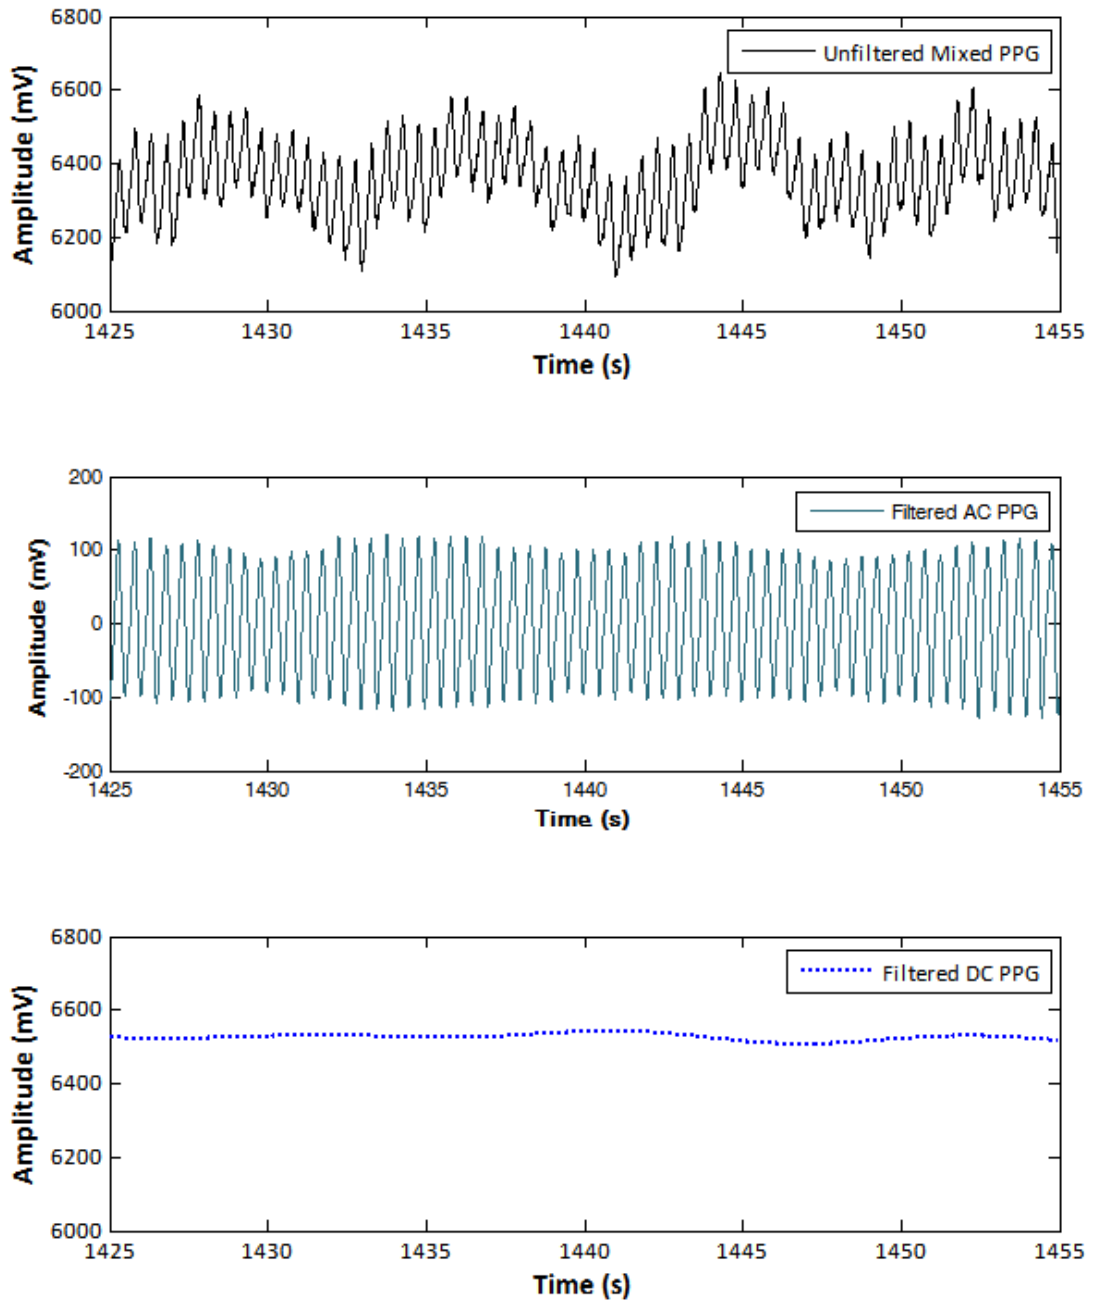 6800
Unfiltered Mixed PPG
6600
6400
6200
6000
Amplitude (mV)
1425 1430 1435 1440 1445 1450 1455
Time (s)
200
Filtered AC PPG
100
0
-100
-200
Amplitude (mV)
1425 1430 1435 1440 1445 1450 1455
Time (s)
6800
Filtered DC PPG
6600
6400
6200
6000
Amplitude (mV)
1425 1430 1435 1440 1445 1450 1455
Time (s)